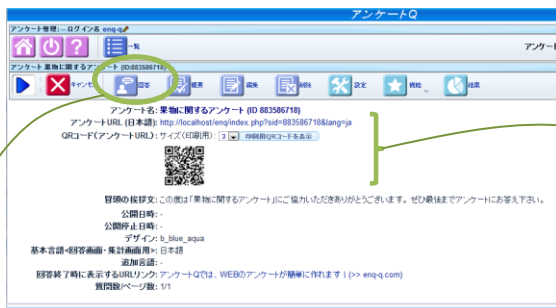 アンケートQ
アンケート管理: -- ログイン名 enq-q
一覧
アンケート
アンケート 果物に関するアンケート (ID:883586718)
キャンセル 回答 概要 編集 削除 設定 機能 結果
アンケート名: 果物に関するアンケート (ID 883586718)
アンケートURL (日本語): http://localhost/enq/index.php?sid=883586718&lang=ja
QRコード(アンケートURL): サイズ(印刷用): 3 印刷用QRコードを表示
冒頭の挨拶文: この度は「果物に関するアンケート」にご協力いただきありがとうございます。ぜひ最後までアンケートにお答え下さい。
公開日時: -
公開停止日時: -
デザイン: b_blue_aqua
基本言語<回答画面・集計画面用>: 日本語
追加言語: -
回答終了時に表示するURLリンク: アンケートQでは、WEBのアンケートが簡単に作れます！(>> enq-q.com)
質問数/ページ数: 1/1